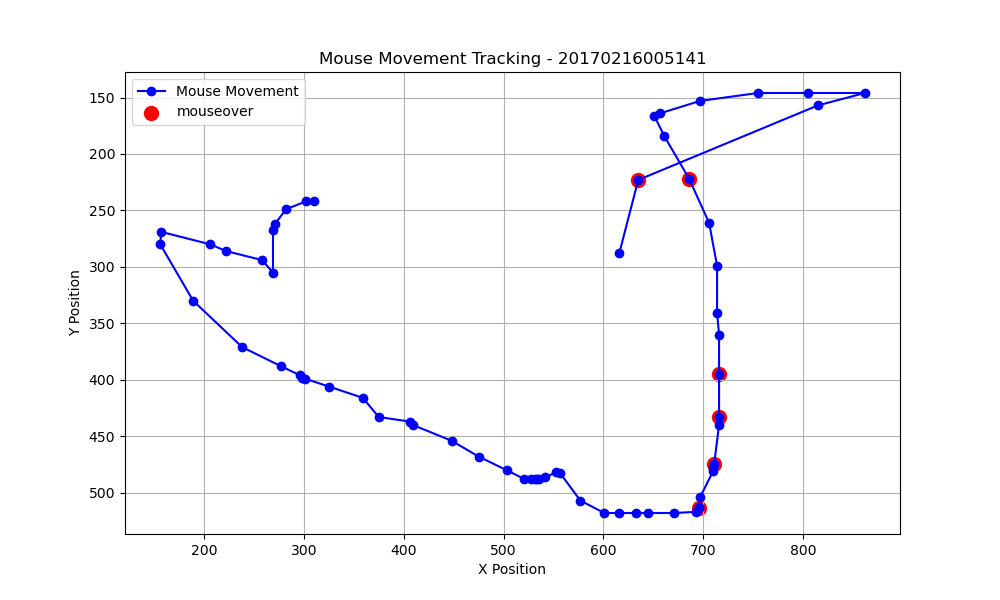 Mouse Movement Tracking - 20170216005141
Mouse Movement
mouseover
150
200
250
300
350
400
450
500
Y Position
200 300 400 500 600 700 800
X Position